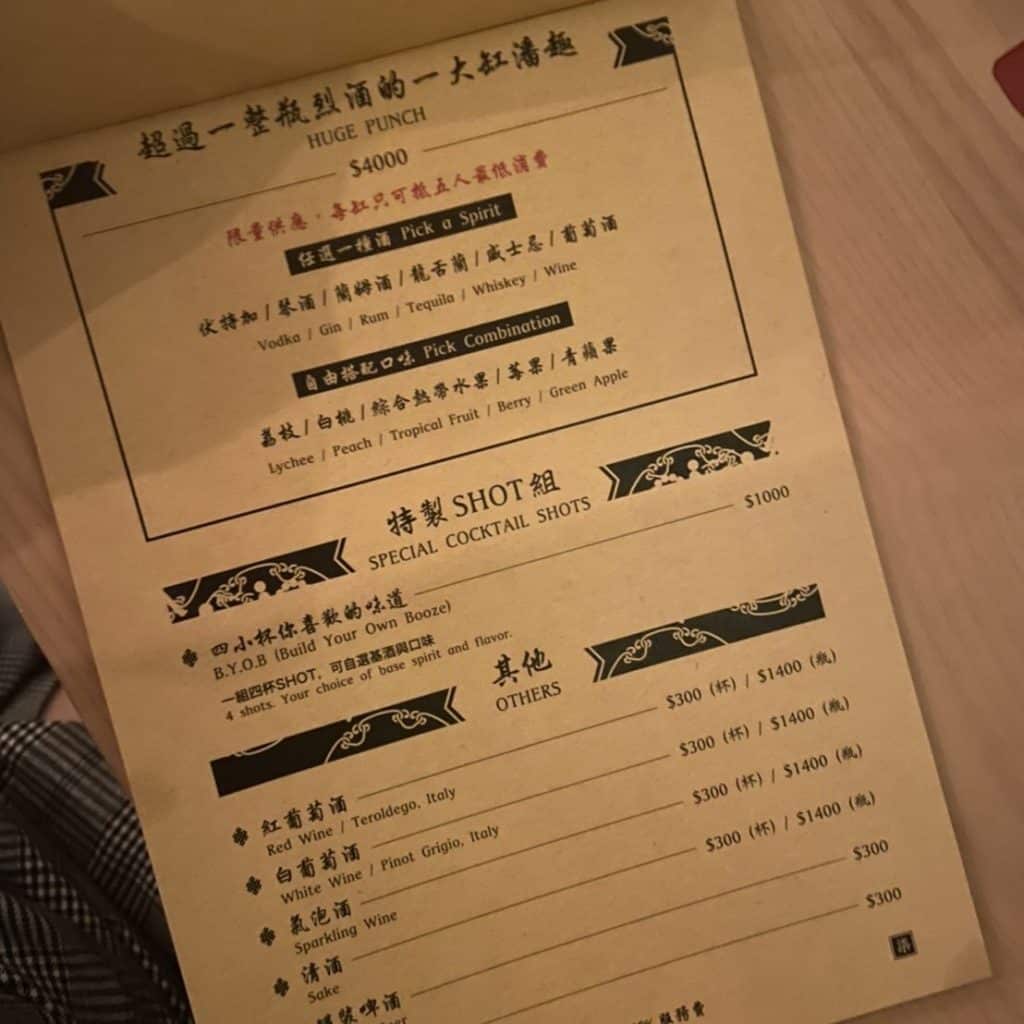 超過一整瓶烈酒的一大缸潘趣
HUGE PUNCH
$4000
限量供應，每缸只可抵五人最低消費
任選一種酒 Pick a Spirit
伏特加 / 琴酒 / 蘭姆酒 / 龍舌蘭 / 威士忌 / 葡萄酒
Vodka / Gin / Rum / Tequila / Whiskey / Wine
自由搭配口味 Pick Combination
荔枝 / 白桃 / 綜合熱帶水果 / 莓果 / 青蘋果
Lychee / Peach / Tropical Fruit / Berry / Green Apple
特製 SHOT 組
SPECIAL COCKTAIL SHOTS
四小杯你喜歡的味道 $1000
B.Y.O.B (Build Your Own Booze)
一組四杯SHOT，可自選基酒與口味
4 shots. Your choice of base spirit and flavor.
其他
OTHERS
紅葡萄酒 $300 (杯) / $1400 (瓶)
Red Wine / Teroldego, Italy
白葡萄酒 $300 (杯) / $1400 (瓶)
White Wine / Pinot Grigio, Italy
氣泡酒 $300 (杯) / $1400 (瓶)
Sparkling Wine
清酒 $300 (杯) / $1400 (瓶)
Sake
啤酒 $300
$300
服務費